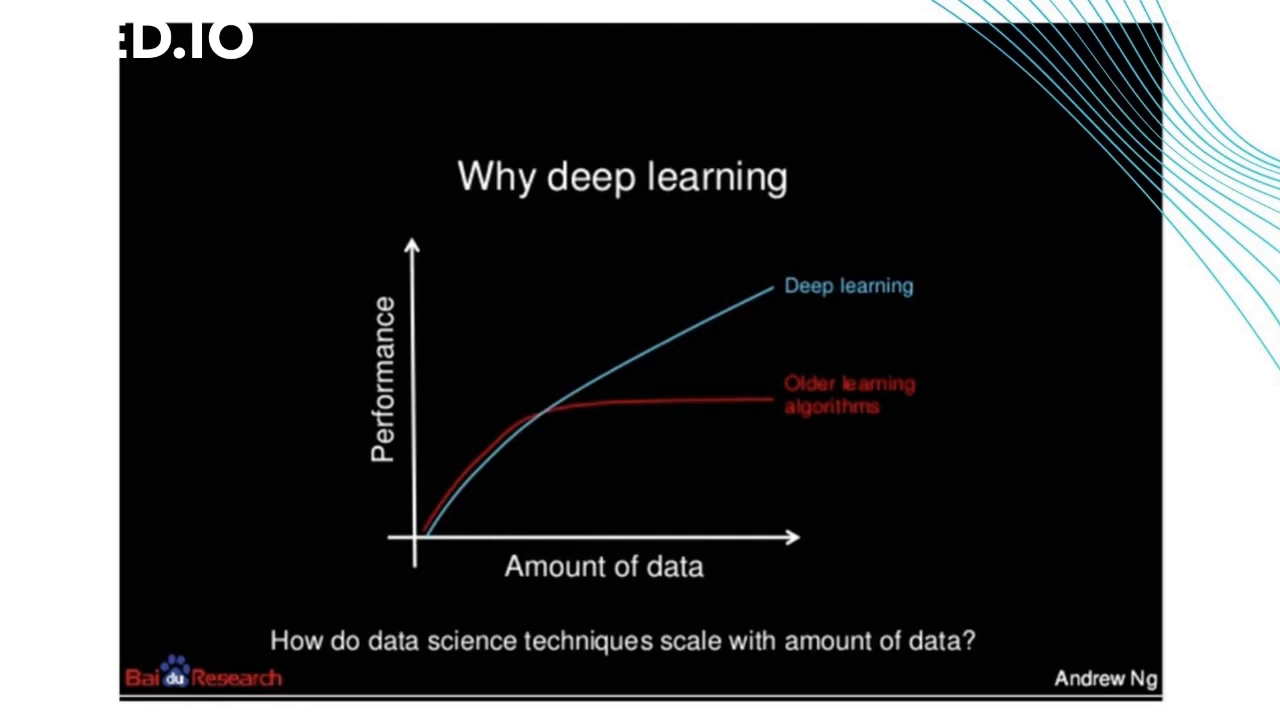 ED.IO
Why deep learning
Performance
Deep learning
Older learning
algorithms
Amount of data
How do data science techniques scale with amount of data?
Bai du Research
Andrew Ng